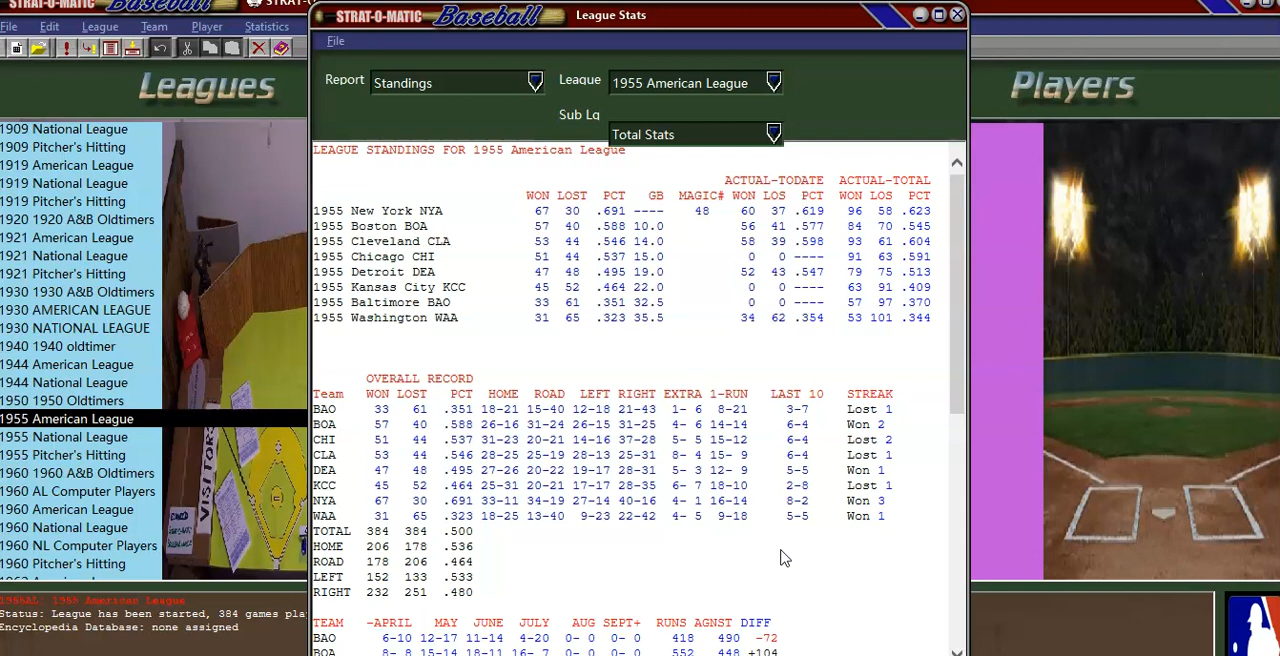 STRAT-O-MATIC Baseball
STRAT-O-MATIC Baseball League Stats
File Edit League Team Player Statistics
File
Report Standings League 1955 American League
Sub Lg Total Stats
Leagues
Players
1909 National League
1909 Pitcher's Hitting
1919 American League
1919 National League
1919 Pitcher's Hitting
1920 1920 A&B Oldtimers
1921 American League
1921 National League
1921 Pitcher's Hitting
1930 1930 A&B Oldtimers
1930 AMERICAN LEAGUE
1930 NATIONAL LEAGUE
1940 1940 oldtimer
1944 American League
1944 National League
1950 1950 Oldtimers
1955 American League
1955 National League
1955 Pitcher's Hitting
1960 1960 A&B Oldtimers
1960 AL Computer Players
1960 American League
1960 National League
1960 NL Computer Players
1960 Pitcher's Hitting
VISITORS
LEAGUE STANDINGS FOR 1955 American League
ACTUAL-TODATE ACTUAL-TOTAL
WON LOST PCT GB MAGIC# WON LOS PCT WON LOS PCT
1955 New York NYA 67 30 .691 ---- 48 60 37 .619 96 58 .623
1955 Boston BOA 57 40 .588 10.0 56 41 .577 84 70 .545
1955 Cleveland CLA 53 44 .546 14.0 58 39 .598 93 61 .604
1955 Chicago CHI 51 44 .537 15.0 0 0 ---- 91 63 .591
1955 Detroit DEA 47 48 .495 19.0 52 43 .547 79 75 .513
1955 Kansas City KCC 45 52 .464 22.0 0 0 ---- 63 91 .409
1955 Baltimore BAO 33 61 .351 32.5 0 0 ---- 57 97 .370
1955 Washington WAA 31 65 .323 35.5 34 62 .354 53 101 .344
OVERALL RECORD
Team WON LOST PCT HOME ROAD LEFT RIGHT EXTRA 1-RUN LAST 10 STREAK
BAO 33 61 .351 18-21 15-40 12-18 21-43 1- 6 8-21 3-7 Lost 1
BOA 57 40 .588 26-16 31-24 26-15 31-25 4- 6 14-14 6-4 Won 2
CHI 51 44 .537 31-23 20-21 14-16 37-28 5- 5 15-12 6-4 Lost 2
CLA 53 44 .546 28-25 25-19 28-13 25-31 8- 4 15- 9 6-4 Lost 1
DEA 47 48 .495 27-26 20-22 19-17 28-31 5- 3 12- 9 5-5 Won 1
KCC 45 52 .464 25-31 20-21 17-17 28-35 6- 7 18-10 2-8 Lost 1
NYA 67 30 .691 33-11 34-19 27-14 40-16 4- 1 16-14 8-2 Won 3
WAA 31 65 .323 18-25 13-40 9-23 22-42 4- 5 9-18 5-5 Won 1
TOTAL 384 384 .500
HOME 206 178 .536
ROAD 178 206 .464
LEFT 152 133 .533
RIGHT 232 251 .480
TEAM -APRIL MAY JUNE JULY AUG SEPT+ RUNS AGNST DIFF
BAO 6-10 12-17 11-14 4-20 0- 0 0- 0 418 490 -72
BOA 8- 8 15-14 18-11 16- 7 0- 0 0- 0 552 448 +104
1955AL, 1955 American League
Status: League has been started, 384 games pla
Encyclopedia Database: none assigned